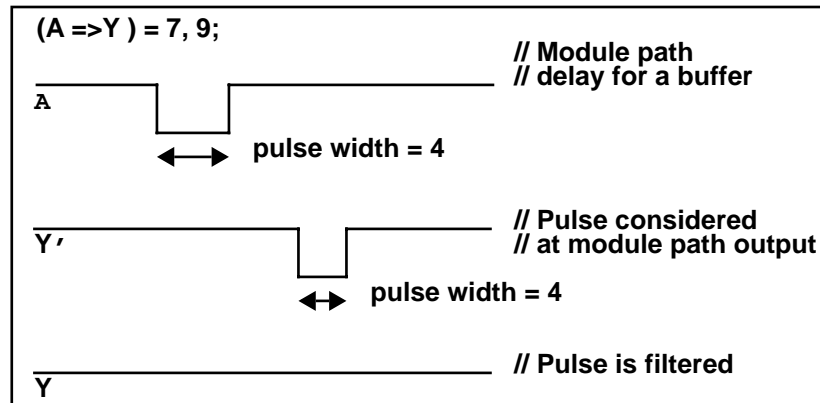 (A =>Y ) = 7, 9;
// Module path
// delay for a buffer
A
pulse width = 4
Y'
// Pulse considered
// at module path output
pulse width = 4
Y
// Pulse is filtered